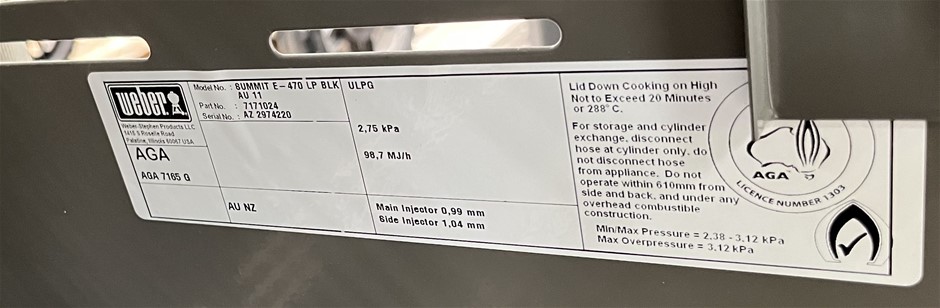 weber
Model No. : SUMMIT E-470 LP BLK
AU 11
Part No. : 7171024
Serial No. : AZ 2974220
Weber-Stephen Products LLC
1415 S Roselle Road
Palatine, Illinois 60067 USA
AGA
AGA 7165 G
AU NZ
ULPG
2,75 kPa
98,7 MJ/h
Main Injector 0,99 mm
Side Injector 1,04 mm
Lid Down Cooking on High
Not to Exceed 20 Minutes
or 288° C.
For storage and cylinder
exchange, disconnect
hose at cylinder only, do
not disconnect hose
from appliance. Do not
operate within 610mm from
side and back, and under any
overhead combustible
construction.
Min/Max Pressure = 2,38 - 3,12 kPa
Max Overpressure = 3,12 kPa
AGA
LICENCE NUMBER 1303